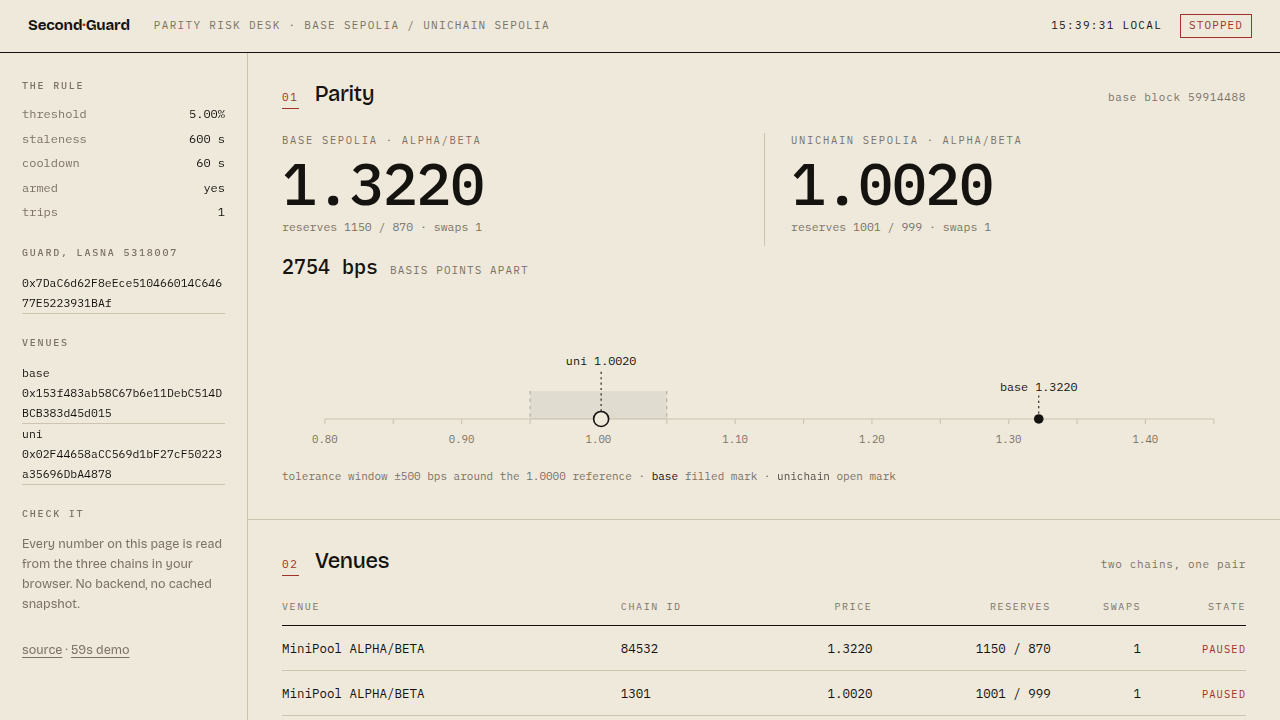 Second·Guard PARITY RISK DESK · BASE SEPOLIA / UNICHAIN SEPOLIA 15:39:31 LOCAL STOPPED
THE RULE
threshold 5.00%
staleness 600 s
cooldown 60 s
armed yes
trips 1
GUARD, LASNA 5318007
0x7DaC6d62F8eEce510466014C646
77E5223931BAf
VENUES
base
0x153f483ab58C67b6e11DebC514D
BCB383d45d015
uni
0x02F44658aCC569d1bF27cF50223
a35696DbA4878
CHECK IT
Every number on this page is read
from the three chains in your
browser. No backend, no cached
snapshot.
source · 59s demo
01 Parity base block 59914488
BASE SEPOLIA · ALPHA/BETA
1.3220
reserves 1150 / 870 · swaps 1
UNICHAIN SEPOLIA · ALPHA/BETA
1.0020
reserves 1001 / 999 · swaps 1
2754 bps BASIS POINTS APART
uni 1.0020
base 1.3220
0.80 0.90 1.00 1.10 1.20 1.30 1.40
tolerance window ±500 bps around the 1.0000 reference · base filled mark · unichain open mark
02 Venues two chains, one pair
VENUE CHAIN ID PRICE RESERVES SWAPS STATE
MiniPool ALPHA/BETA 84532 1.3220 1150 / 870 1 PAUSED
MiniPool ALPHA/BETA 1301 1.0020 1001 / 999 1 PAUSED